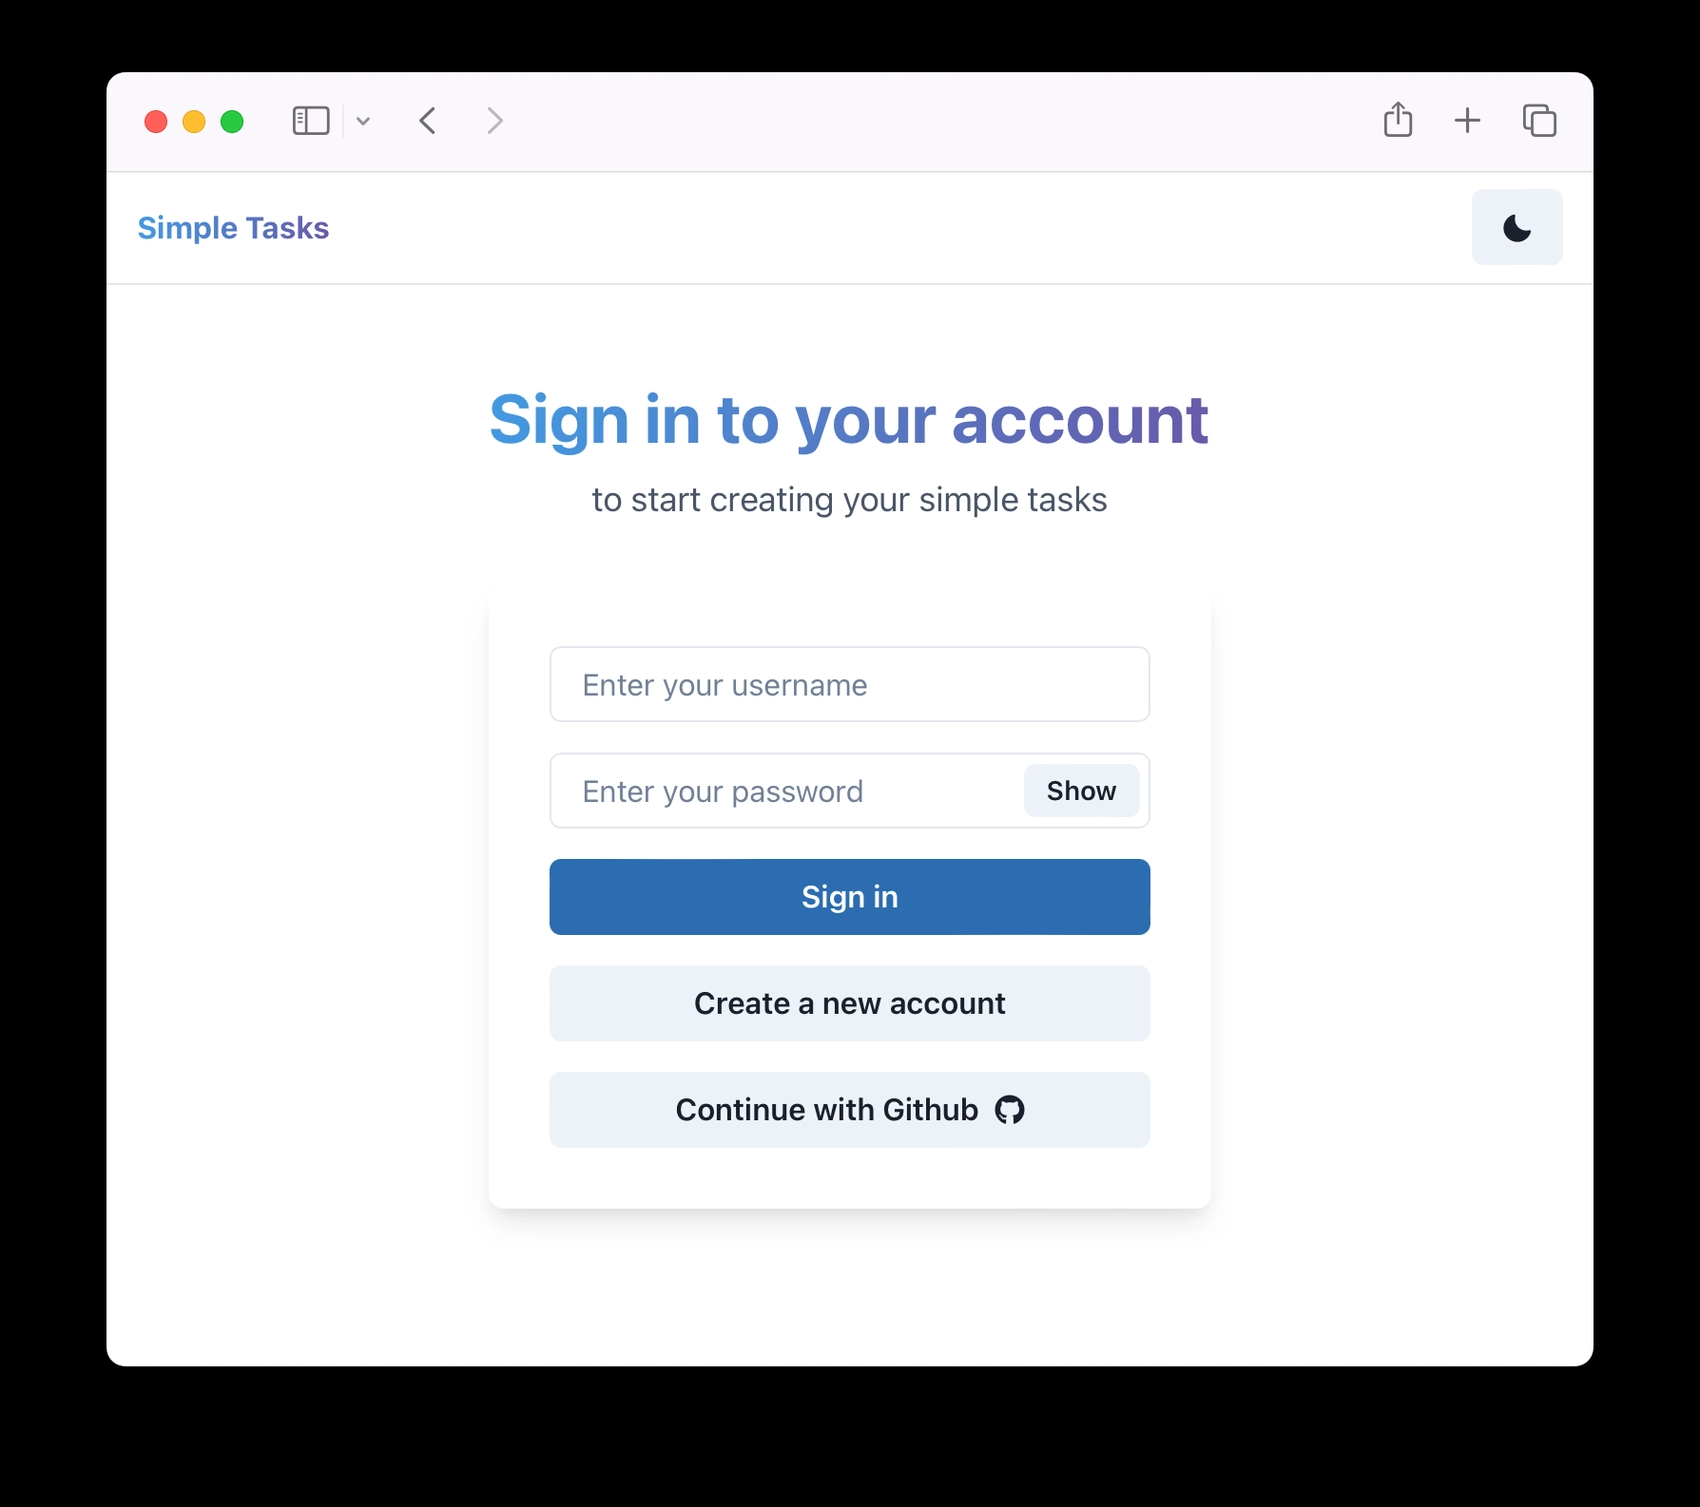 Simple Tasks
Sign in to your account
to start creating your simple tasks
Enter your username
Enter your password
Show
Sign in
Create a new account
Continue with Github